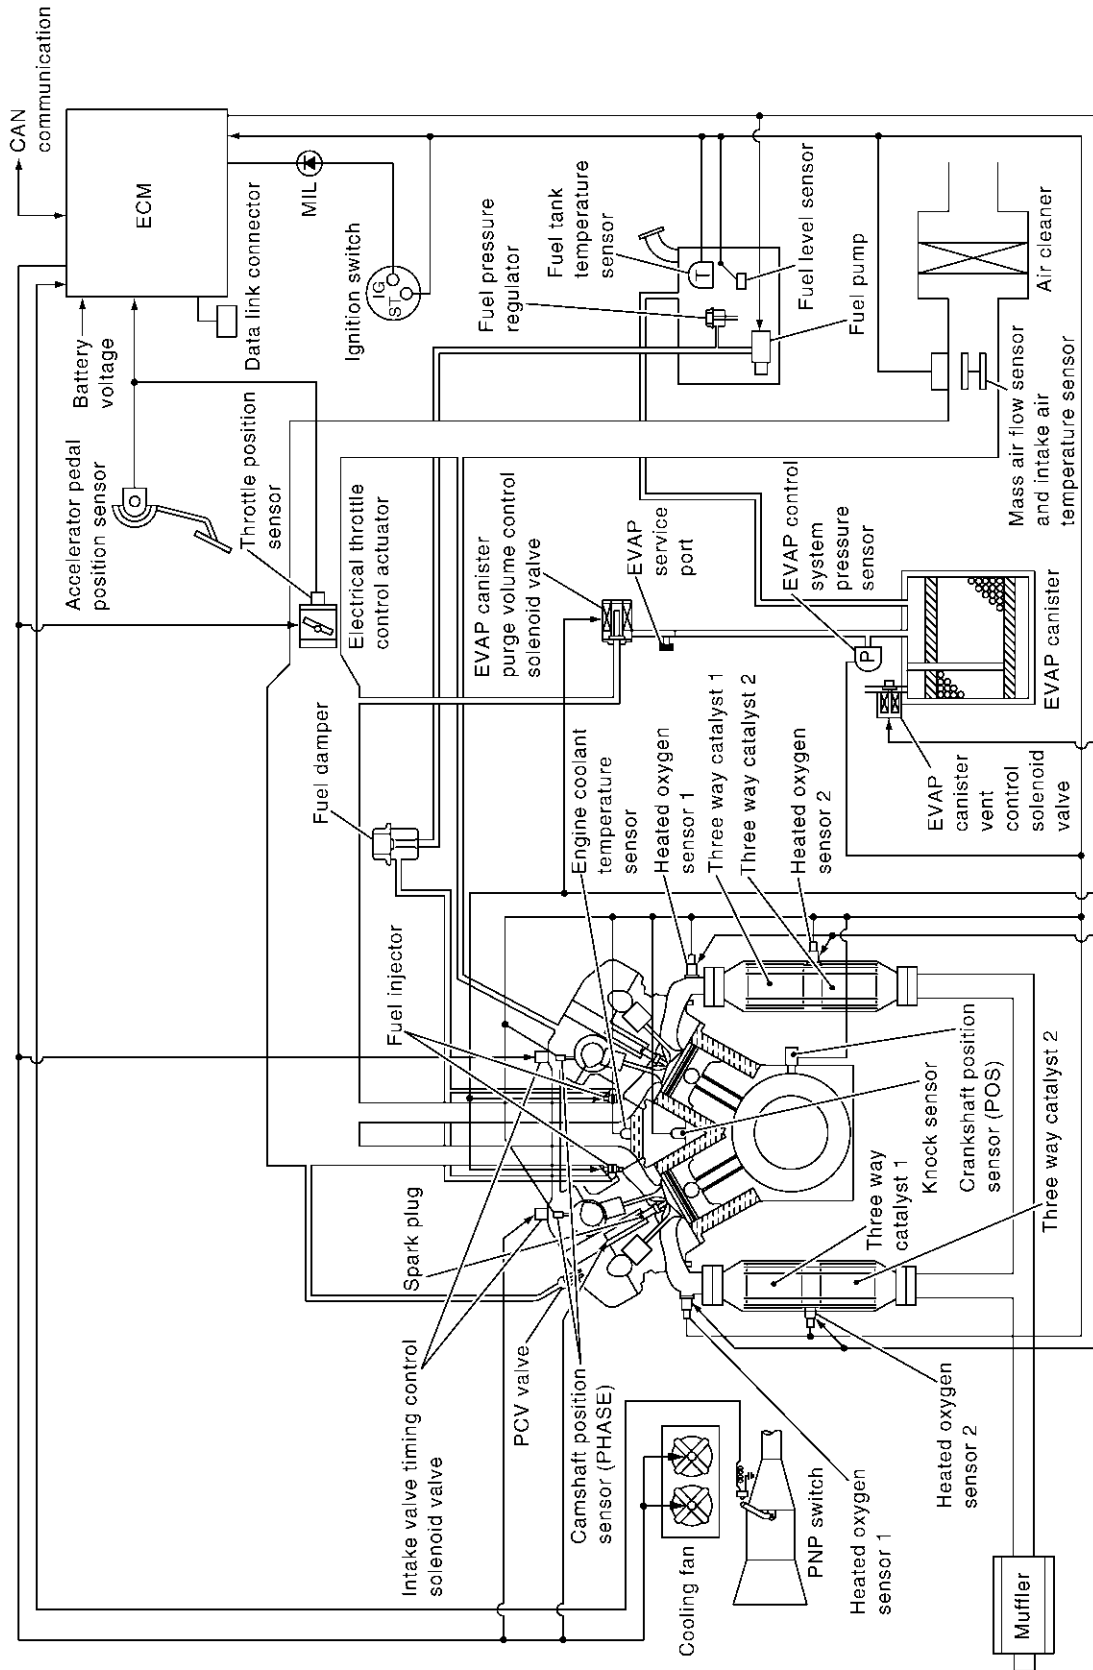 CAN
communication
ECM
MIL
Battery
voltage
Data link connector
Ignition switch
IG
ST
Accelerator pedal
position sensor
Throttle position
sensor
Electrical throttle
control actuator
Fuel pressure
regulator
Fuel tank
temperature
sensor
T
Fuel level sensor
Fuel pump
Air cleaner
Mass air flow sensor
and intake air
temperature sensor
EVAP canister
purge volume control
solenoid valve
EVAP
service
port
EVAP control
system
pressure
sensor
P
EVAP canister
EVAP
canister
vent
control
solenoid
valve
Fuel damper
Fuel injector
Engine coolant
temperature
sensor
Heated oxygen
sensor 1
Three way catalyst 1
Three way catalyst 2
Heated oxygen
sensor 2
Intake valve timing control
solenoid valve
Spark plug
PCV valve
Camshaft position
sensor (PHASE)
Cooling fan
PNP switch
Heated oxygen
sensor 1
Three way
catalyst 1
Knock sensor
Crankshaft position
sensor (POS)
Three way catalyst 2
Heated oxygen
sensor 2
Muffler